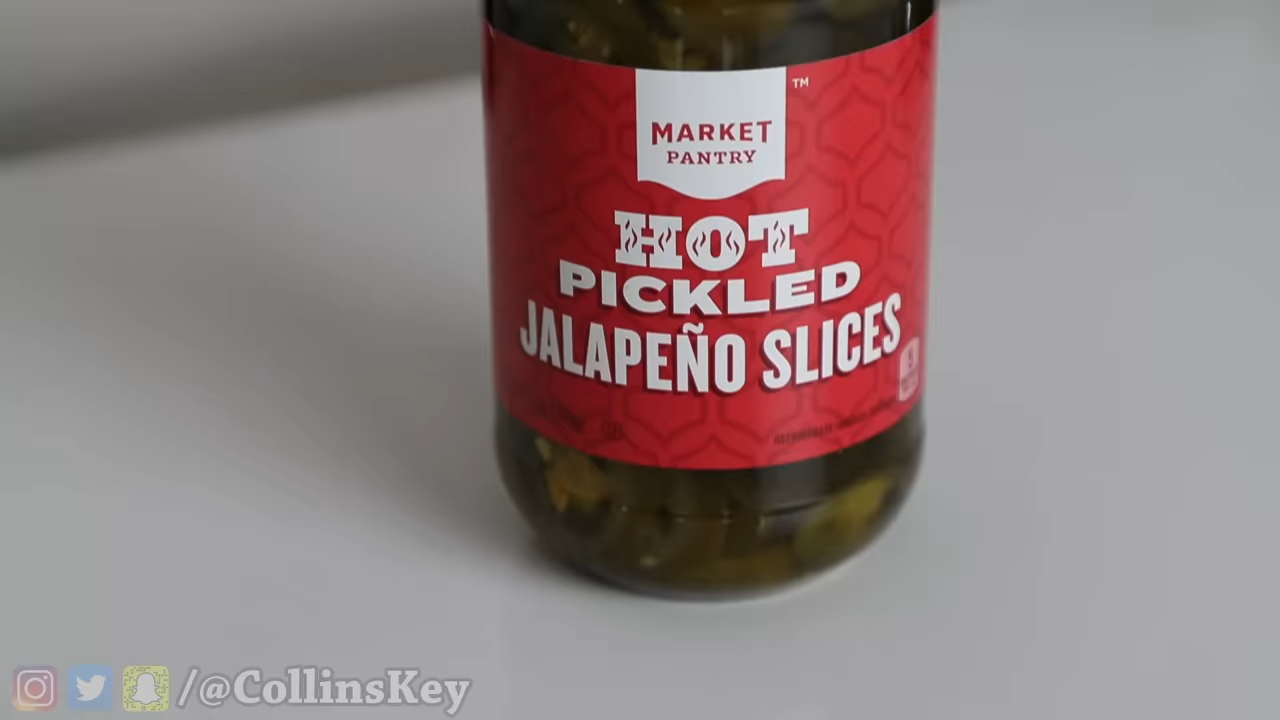 TM
MARKET
PANTRY
HOT
PICKLED
JALAPEÑO SLICES
/@CollinsKey